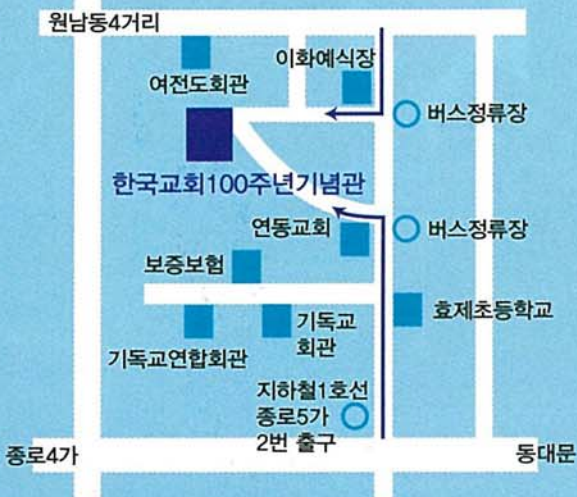 원남동4거리
이화예식장
여전도회관
버스정류장
한국교회100주년기념관
연동교회
버스정류장
보증보험
효제초등학교
기독교
회관
기독교연합회관
지하철1호선
종로5가
2번 출구
종로4가
동대문